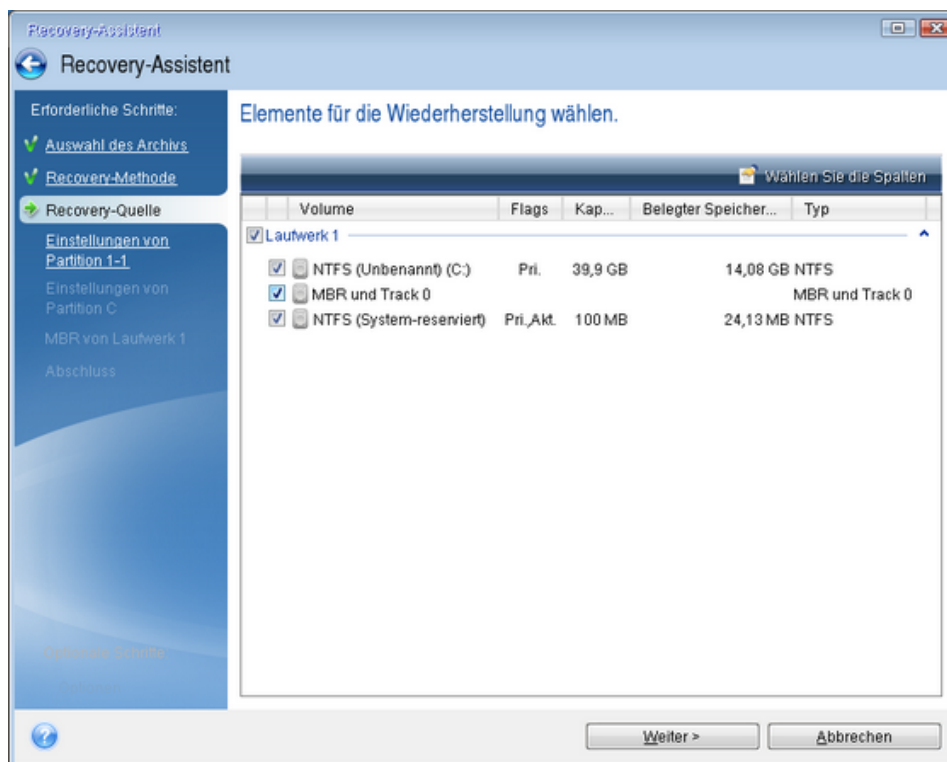 Recovery-Assistent
Recovery-Assistent
Erforderliche Schritte:
Auswahl des Archivs
Recovery-Methode
Recovery-Quelle
Einstellungen von
Partition 1-1
Einstellungen von
Partition C
MBR von Laufwerk 1
Abschluss
Optionale Schritte:
Elemente für die Wiederherstellung wählen.
Wählen Sie die Spalten
Volume Flags Kap... Belegter Speicher... Typ
Laufwerk 1
NTFS (Unbenannt) (C:) Pri. 39,9 GB 14,08 GB NTFS
MBR und Track 0 MBR und Track 0
NTFS (System-reserviert) Pri.,Akt. 100 MB 24,13 MB NTFS
Weiter > Abbrechen